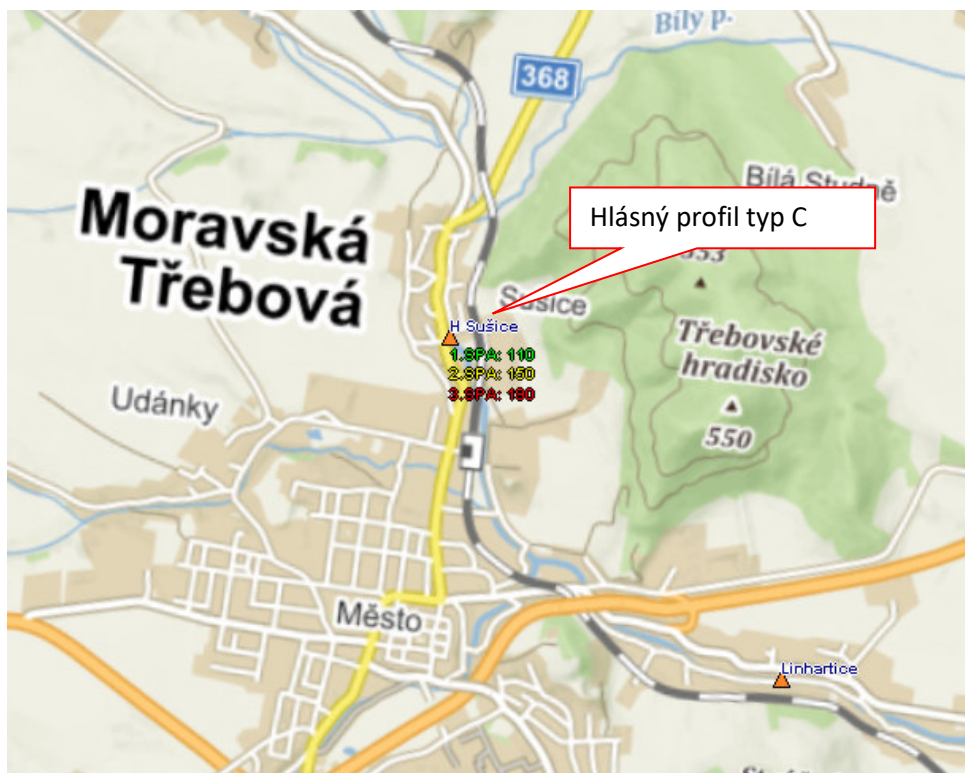 Bílý p.
368
Bílá Studně
Moravská
Třebová
Hlásný profil typ C
553
Sušice
H Sušice
1.SPA: 110
2.SPA: 150
3.SPA: 190
Třebovské
hradisko
550
Udánky
Město
Linhartice